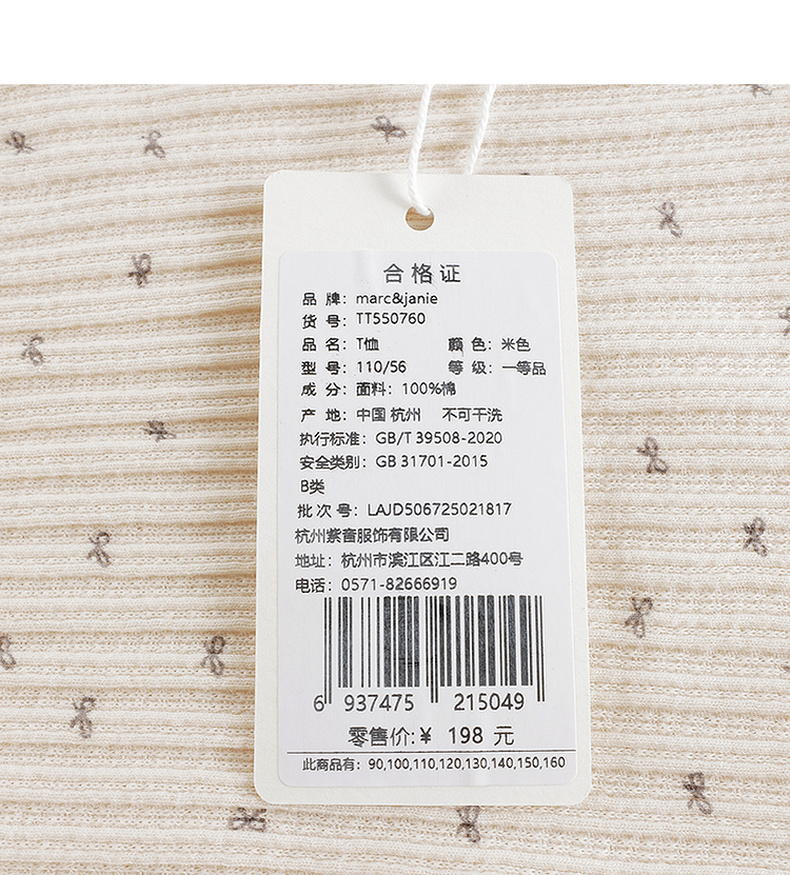 合格证
品 牌：marc&janie
货 号：TT550760
品 名：T恤 颜 色：米色
型 号：110/56 等 级：一等品
成 分：面料：100%棉
产 地：中国 杭州 不可干洗
执行标准：GB/T 39508-2020
安全类别：GB 31701-2015
B类
批 次 号：LAJD506725021817
杭州紫音服饰有限公司
地址：杭州市滨江区江二路400号
电话：0571-82666919
6 937475 215049
零售价:¥ 198 元
此商品有：90,100,110,120,130,140,150,160